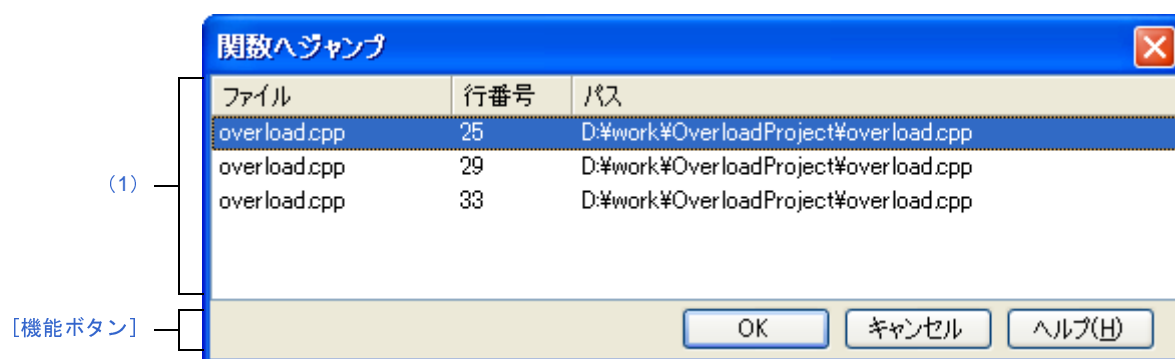 関数へジャンプ
ファイル 行番号 パス
overload.cpp 25 D:¥work¥OverloadProject¥overload.cpp
overload.cpp 29 D:¥work¥OverloadProject¥overload.cpp
(1)
overload.cpp 33 D:¥work¥OverloadProject¥overload.cpp
[機能ボタン]
OK キャンセル ヘルプ(H)